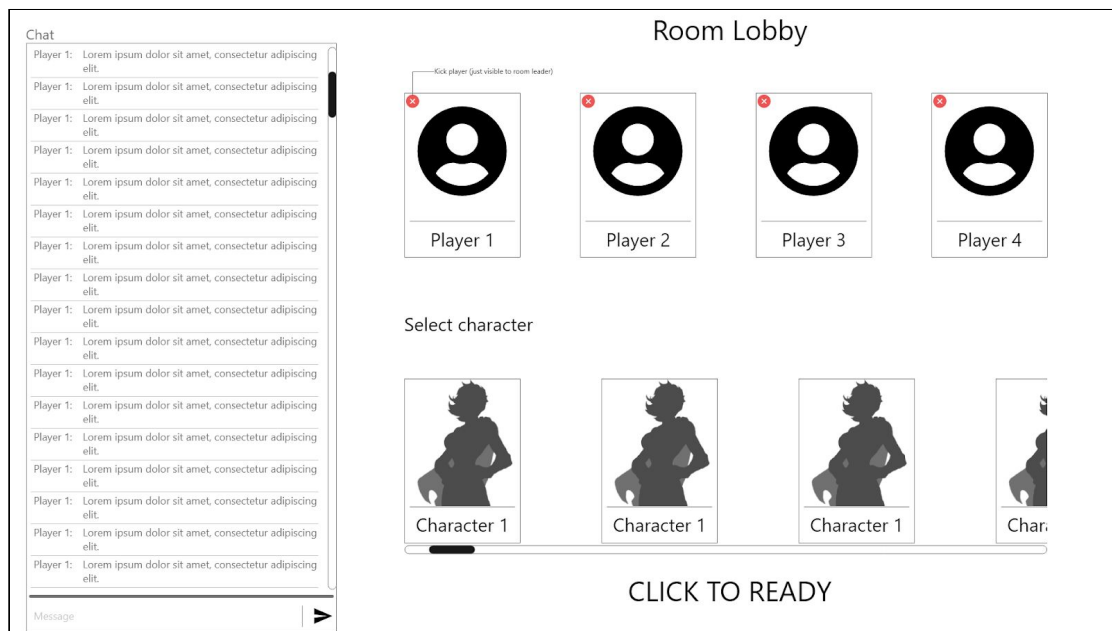 Chat
Player 1: Lorem ipsum dolor sit amet, consectetur adipiscing
elit.
Player 1: Lorem ipsum dolor sit amet, consectetur adipiscing
elit.
Player 1: Lorem ipsum dolor sit amet, consectetur adipiscing
elit.
Player 1: Lorem ipsum dolor sit amet, consectetur adipiscing
elit.
Player 1: Lorem ipsum dolor sit amet, consectetur adipiscing
elit.
Player 1: Lorem ipsum dolor sit amet, consectetur adipiscing
elit.
Player 1: Lorem ipsum dolor sit amet, consectetur adipiscing
elit.
Player 1: Lorem ipsum dolor sit amet, consectetur adipiscing
elit.
Player 1: Lorem ipsum dolor sit amet, consectetur adipiscing
elit.
Player 1: Lorem ipsum dolor sit amet, consectetur adipiscing
elit.
Player 1: Lorem ipsum dolor sit amet, consectetur adipiscing
elit.
Player 1: Lorem ipsum dolor sit amet, consectetur adipiscing
elit.
Player 1: Lorem ipsum dolor sit amet, consectetur adipiscing
elit.
Player 1: Lorem ipsum dolor sit amet, consectetur adipiscing
elit.
Player 1: Lorem ipsum dolor sit amet, consectetur adipiscing
elit.
Player 1: Lorem ipsum dolor sit amet, consectetur adipiscing
elit.
Player 1: Lorem ipsum dolor sit amet, consectetur adipiscing
elit.
Message
Room Lobby
Kick player (just visible to room leader)
Player 1 Player 2 Player 3 Player 4
Select character
Character 1 Character 1 Character 1 Chara
CLICK TO READY